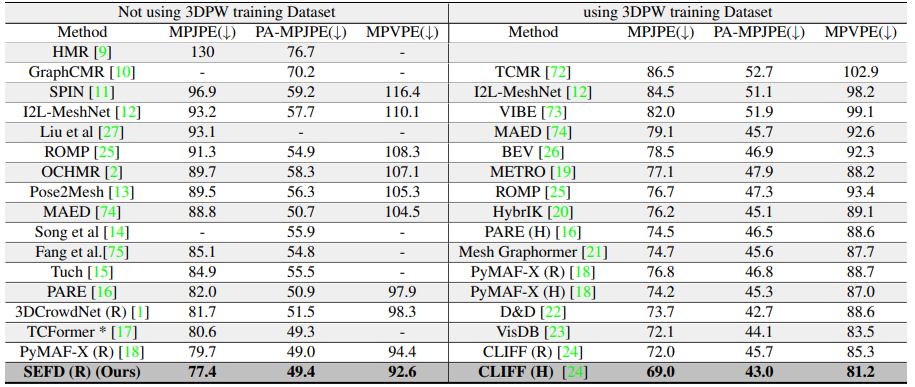 Not using 3DPW training Dataset using 3DPW training Dataset
Method MPJPE(↓) PA-MPJPE(↓) MPVPE(↓) Method MPJPE(↓) PA-MPJPE(↓) MPVPE(↓)
HMR [9] 130 76.7 -
GraphCMR [10] - 70.2 - TCMR [72] 86.5 52.7 102.9
SPIN [11] 96.9 59.2 116.4 I2L-MeshNet [12] 84.5 51.1 98.2
I2L-MeshNet [12] 93.2 57.7 110.1 VIBE [73] 82.0 51.9 99.1
Liu et al [27] 93.1 - - MAED [74] 79.1 45.7 92.6
ROMP [25] 91.3 54.9 108.3 BEV [26] 78.5 46.9 92.3
OCHMR [2] 89.7 58.3 107.1 METRO [19] 77.1 47.9 88.2
Pose2Mesh [13] 89.5 56.3 105.3 ROMP [25] 76.7 47.3 93.4
MAED [74] 88.8 50.7 104.5 HybrIK [20] 76.2 45.1 89.1
Song et al [14] - 55.9 - PARE (H) [16] 74.5 46.5 88.6
Fang et al.[75] 85.1 54.8 - Mesh Graphormer [21] 74.7 45.6 87.7
Tuch [15] 84.9 55.5 - PyMAF-X (R) [18] 76.8 46.8 88.7
PARE [16] 82.0 50.9 97.9 PyMAF-X (H) [18] 74.2 45.3 87.0
3DCrowdNet (R) [1] 81.7 51.5 98.3 D&D [22] 73.7 42.7 88.6
TCFormer * [17] 80.6 49.3 - VisDB [23] 72.1 44.1 83.5
PyMAF-X (R) [18] 79.7 49.0 94.4 CLIFF (R) [24] 72.0 45.7 85.3
SEFD (R) (Ours) 77.4 49.4 92.6 CLIFF (H) [24] 69.0 43.0 81.2